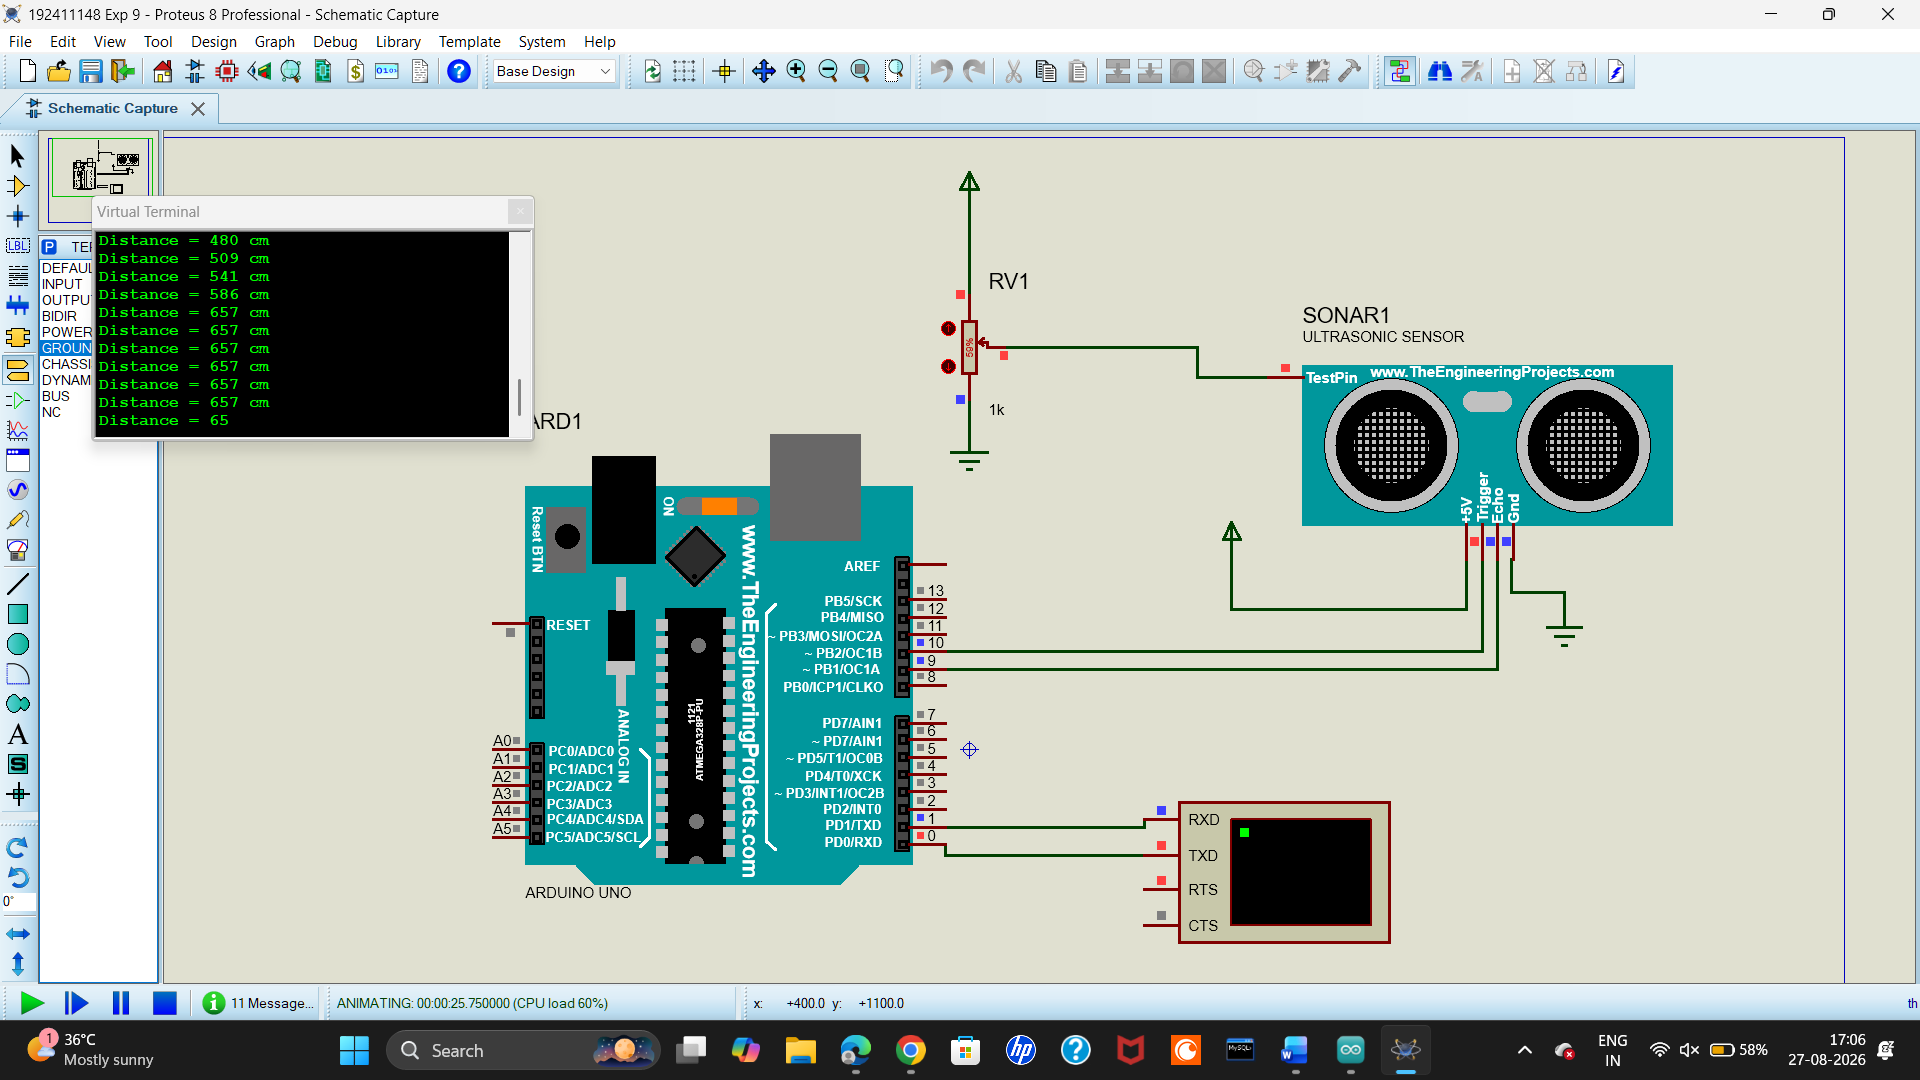 192411148 Exp 9 - Proteus 8 Professional - Schematic Capture
File Edit View Tool Design Graph Debug Library Template System Help
Base Design
Schematic Capture
Virtual Terminal
Distance = 480 cm
Distance = 509 cm
Distance = 541 cm
Distance = 586 cm
Distance = 657 cm
Distance = 657 cm
Distance = 657 cm
Distance = 657 cm
Distance = 657 cm
Distance = 657 cm
Distance = 65
P TE
DEFAUL
INPUT
OUTPU
BIDIR
POWER
GROUN
CHASSI
DYNAM
BUS
NC
LBL
A
S
0°
RV1
59%
1k
SONAR1
ULTRASONIC SENSOR
TestPin
www.TheEngineeringProjects.com
+5V
Trigger
Echo
Gnd
ARD1
Reset BTN
ON
www.TheEngineeringProjects.com
1121
ATMEGA328P-PU
ANALOG IN
RESET
A0 PC0/ADC0
A1 PC1/ADC1
A2 PC2/ADC2
A3 PC3/ADC3
A4 PC4/ADC4/SDA
A5 PC5/ADC5/SCL
AREF
PB5/SCK 13
PB4/MISO 12
~ PB3/MOSI/OC2A 11
~ PB2/OC1B 10
~ PB1/OC1A 9
PB0/ICP1/CLKO 8
PD7/AIN1 7
~ PD7/AIN1 6
~ PD5/T1/OC0B 5
PD4/T0/XCK 4
~ PD3/INT1/OC2B 3
PD2/INT0 2
PD1/TXD 1
PD0/RXD 0
ARDUINO UNO
RXD
TXD
RTS
CTS
11 Message...
ANIMATING: 00:00:25.750000 (CPU load 60%)
x: +400.0 y: +1100.0
th
1
36°C
Mostly sunny
Search
hp
MySQL
W
ENG
IN
58%
17:06
27-08-2026